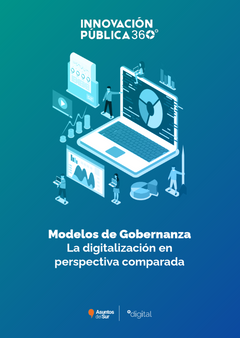 INNOVACIÓN
PÚBLICA360°
Modelos de Gobernanza
La digitalización en
perspectiva comparada
Asuntos
del Sur
digital